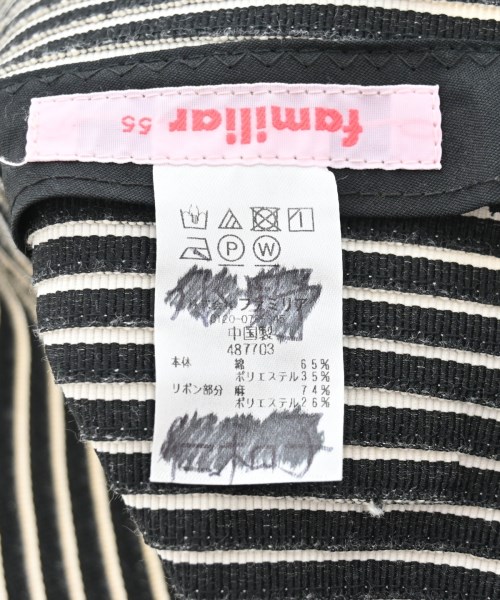 familiar 55
P W
ファミリア
中国製
487703
本体 綿 65%
ポリエステル35%
リボン部分 麻 74%
ポリエステル26%